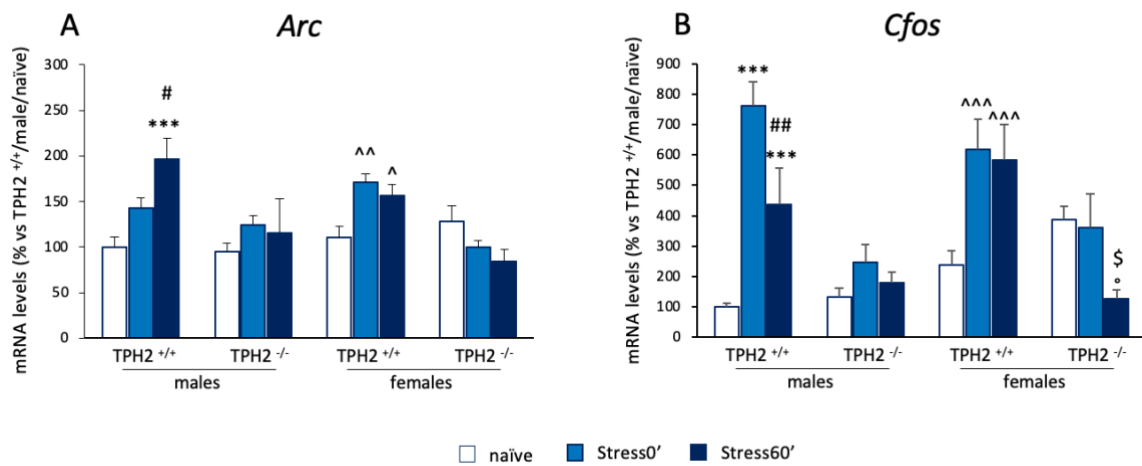 A
Arc
mRNA levels (% vs TPH2 +/+/male/naïve)
300
250
200
150
100
50
0
#
***
^^
^
TPH2 +/+
TPH2 -/-
TPH2 +/+
TPH2 -/-
males
females
B
Cfos
mRNA levels (% vs TPH2 +/+/male/naïve)
900
800
700
600
500
400
300
200
100
0
***
##
***
^^^
^^^
$
°
TPH2 +/+
TPH2 -/-
TPH2 +/+
TPH2 -/-
males
females
naïve
Stress0’
Stress60’